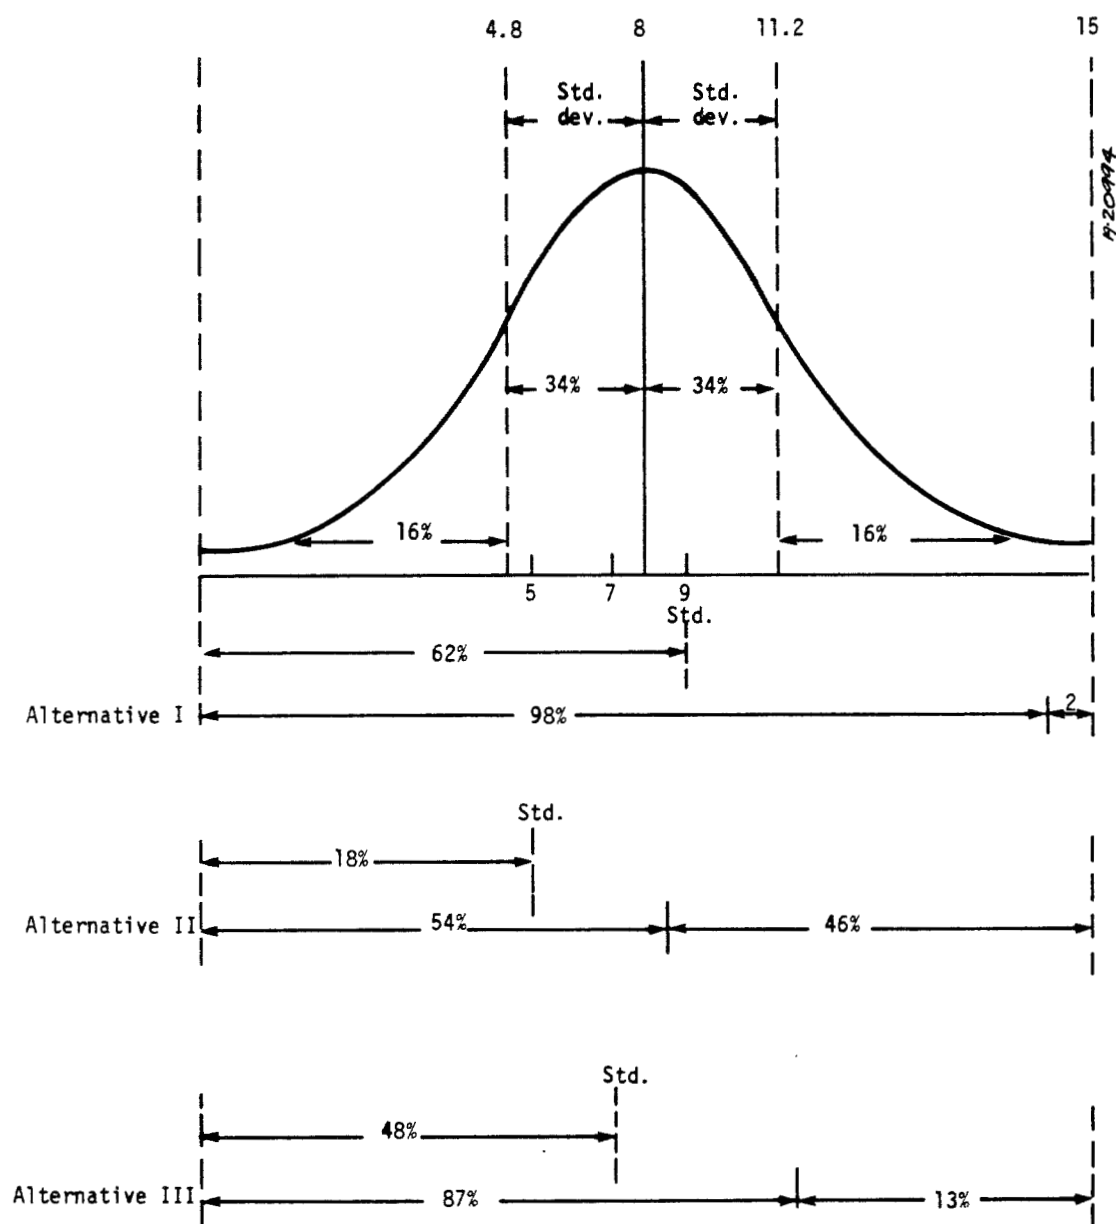 4.8 8 11.2 15
Std. Std.
dev. dev.
A-20994
34% 34%
16% 16%
5 7 9
Std.
62%
Alternative I 98% 2
Std.
18%
Alternative II 54% 46%
Std.
48%
Alternative III 87% 13%